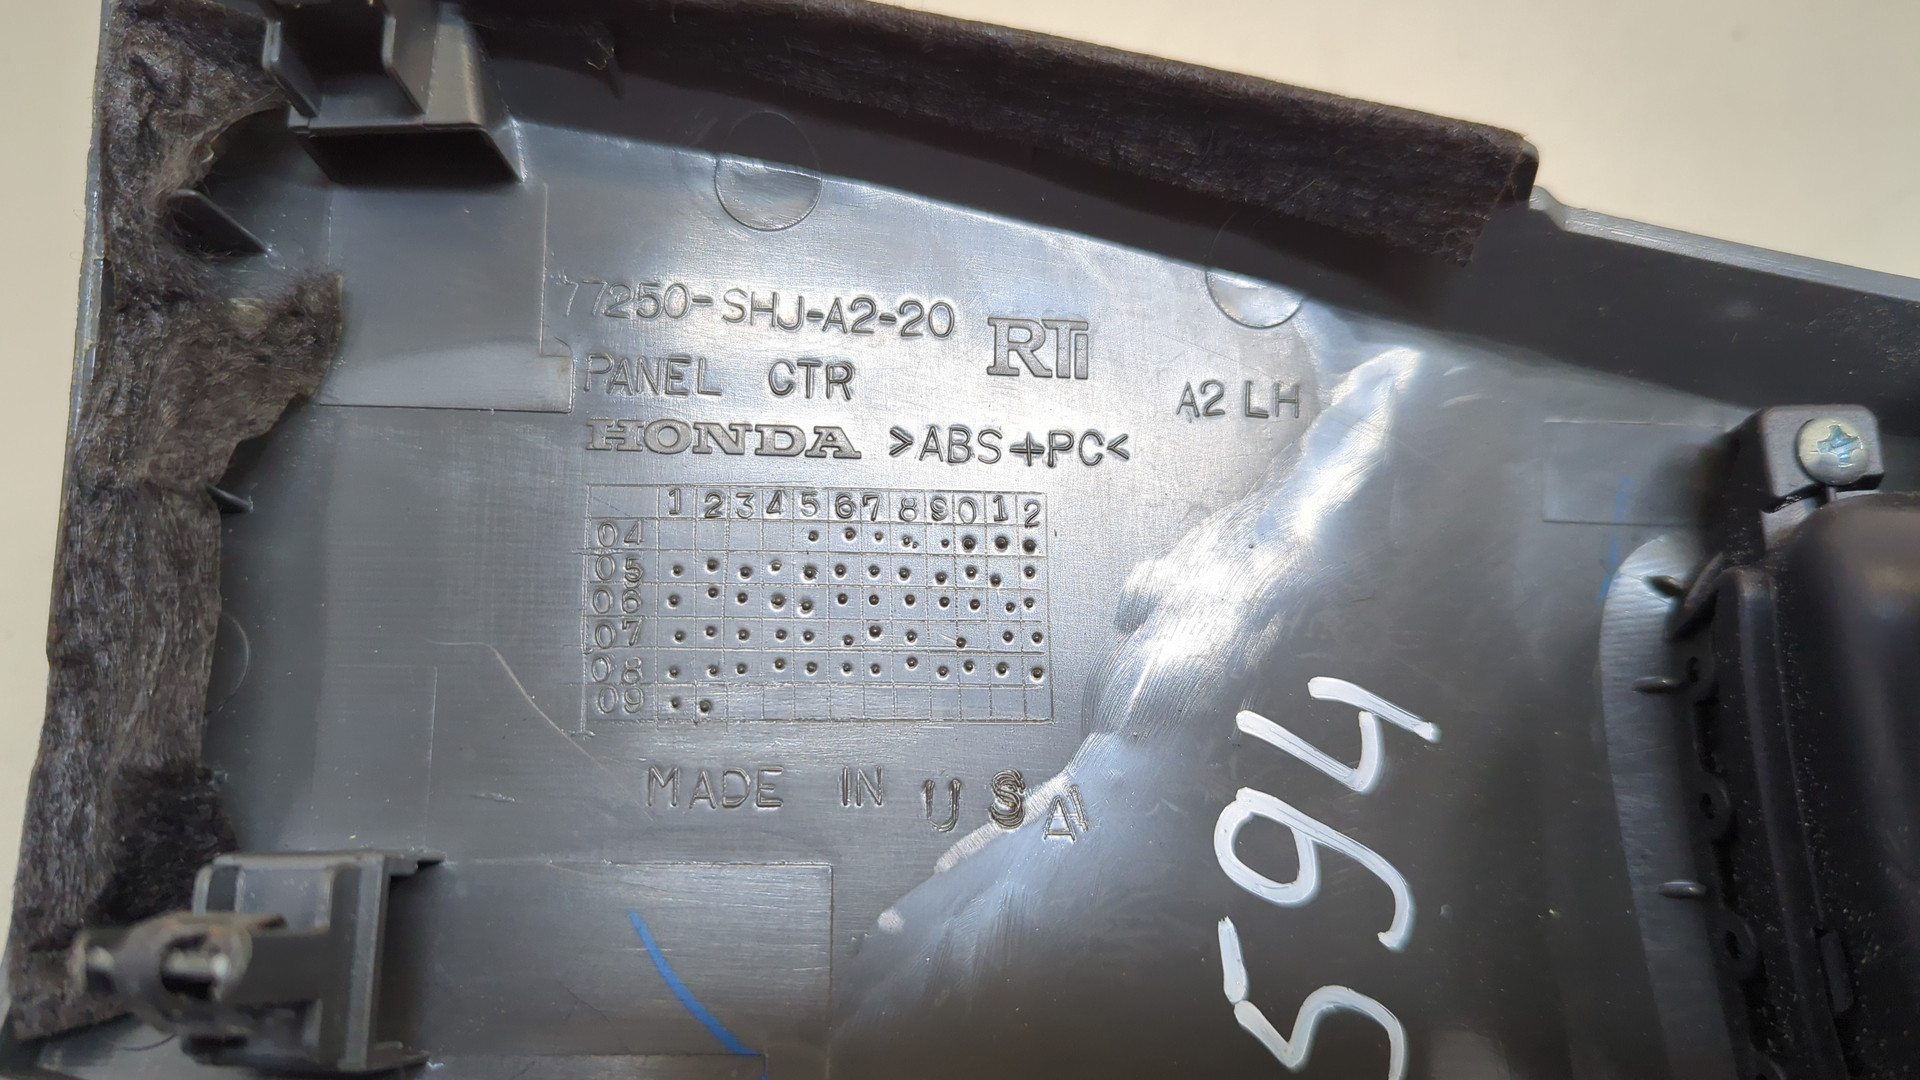 77250-SHJ-A2-20
RTi
PANEL CTR
A2 LH
HONDA >ABS+PC<
1 2 3 4 5 6 7 8 9 0 1 2
04
05
06
07
08
09
MADE IN USA
594